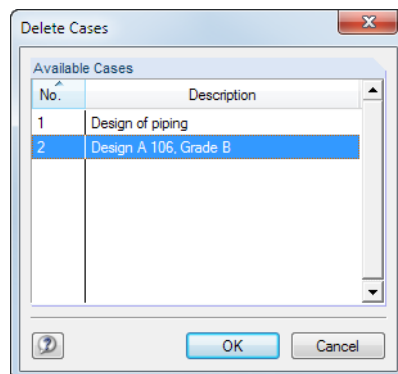 Delete Cases
Available Cases
No. Description
1 Design of piping
2 Design A 106, Grade B
OK Cancel